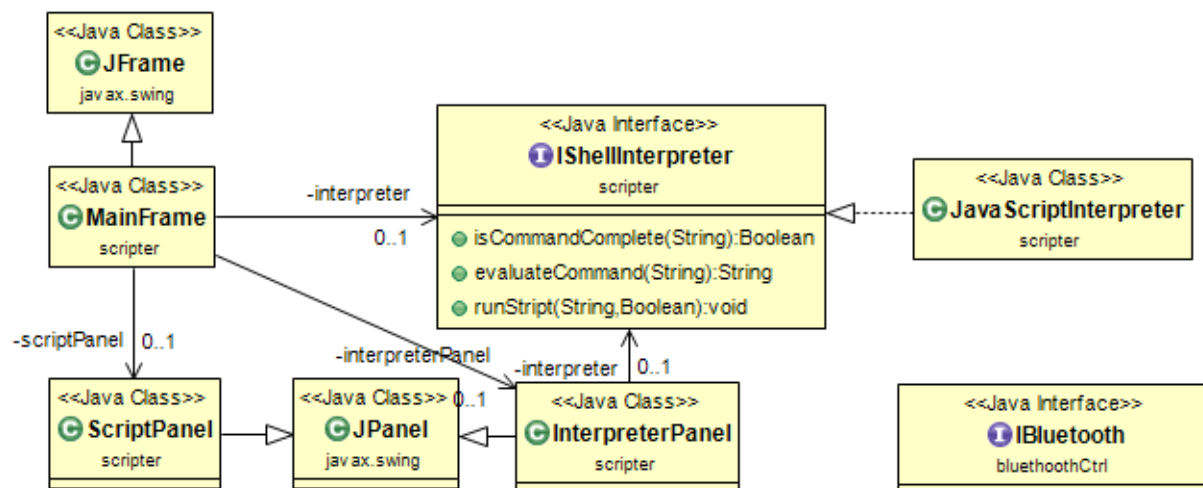 <<Java Class>>
JFrame
javax.swing
<<Java Class>>
MainFrame
scripter
-interpreter
0..1
<<Java Interface>>
IShellInterpreter
scripter
isCommandComplete(String):Boolean
evaluateCommand(String):String
runStript(String,Boolean):void
<<Java Class>>
JavaScriptInterpreter
scripter
-scriptPanel
0..1
-interpreterPanel
0..1
-interpreter
0..1
<<Java Class>>
ScriptPanel
scripter
<<Java Class>>
JPanel
javax.swing
<<Java Class>>
InterpreterPanel
scripter
<<Java Interface>>
IBluetooth
bluethoothCtrl